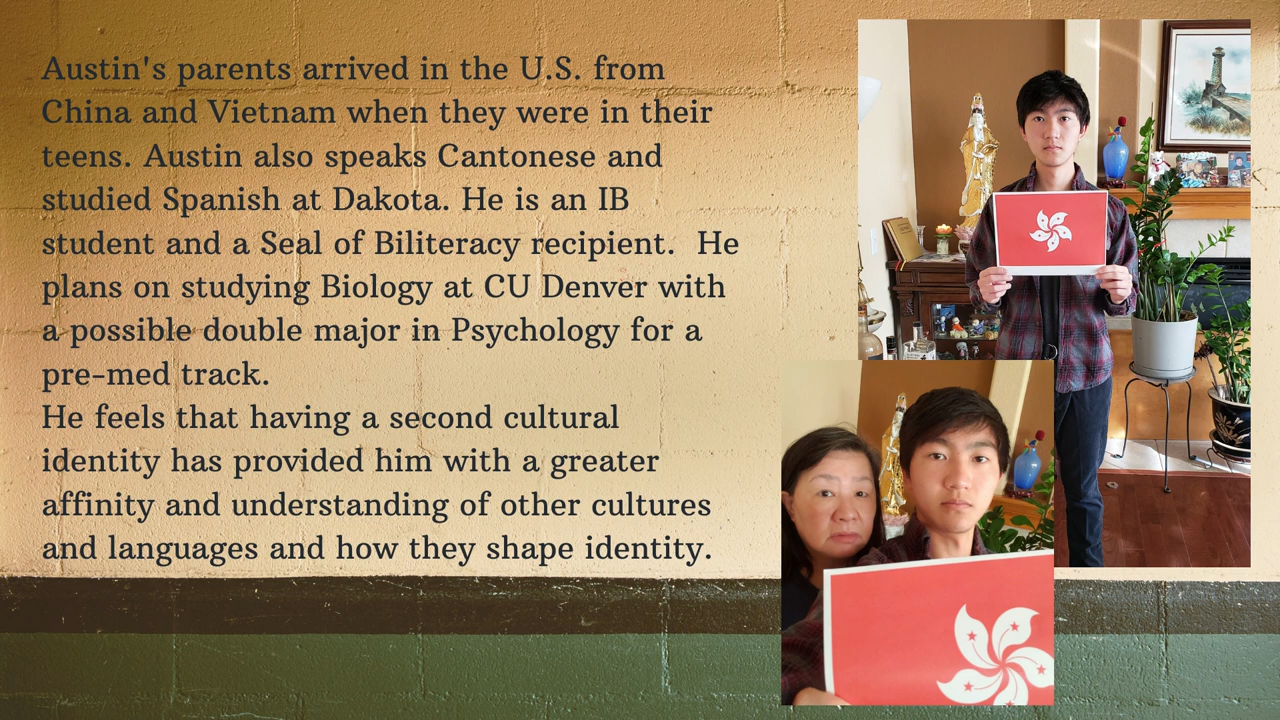 Austin's parents arrived in the U.S. from
China and Vietnam when they were in their
teens. Austin also speaks Cantonese and
studied Spanish at Dakota. He is an IB
student and a Seal of Biliteracy recipient.  He
plans on studying Biology at CU Denver with
a possible double major in Psychology for a
pre-med track.
He feels that having a second cultural
identity has provided him with a greater
affinity and understanding of other cultures
and languages and how they shape identity.